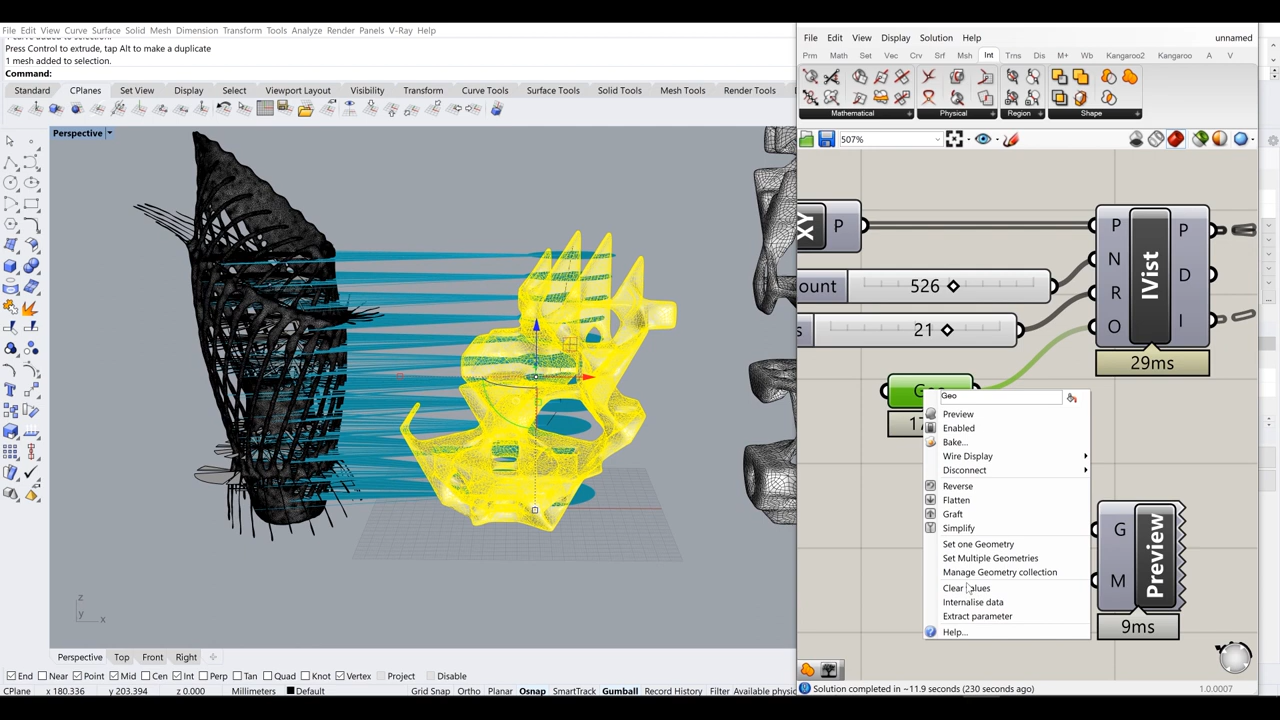 File Edit View Curve Surface Solid Mesh Dimension Transform Tools Analyze Render Panels V-Ray Help
Press Control to extrude, tap Alt to make a duplicate
1 mesh added to selection.
Command:
Standard CPlanes Set View Display Select Viewport Layout Visibility Transform Curve Tools Surface Tools Solid Tools Mesh Tools Render Tools
Perspective
z
y
x
Perspective Top Front Right
End Near Point Mid Cen Int Perp Tan Quad Knot Vertex Project Disable
CPlane x 180.336 y 203.394 z 0.000 Millimeters Default Grid Snap Ortho Planar Osnap SmartTrack Gumball Record History Filter Available physic
File Edit View Display Solution Help unnamed
Prm Math Set Vec Crv Srf Msh Int Trns Dis M+ Wb Kangaroo2 Kangaroo A V
Mathematical Physical Region Shape
507%
XY P
ount 526
s 21
P N R O IVist P D I
29ms
Geo
Preview
Enabled
Bake...
Wire Display
Disconnect
Reverse
Flatten
Graft
Simplify
Set one Geometry
Set Multiple Geometries
Manage Geometry collection
Clear values
Internalise data
Extract parameter
Help...
G M Preview
9ms
Solution completed in ~11.9 seconds (230 seconds ago) 1.0.0007